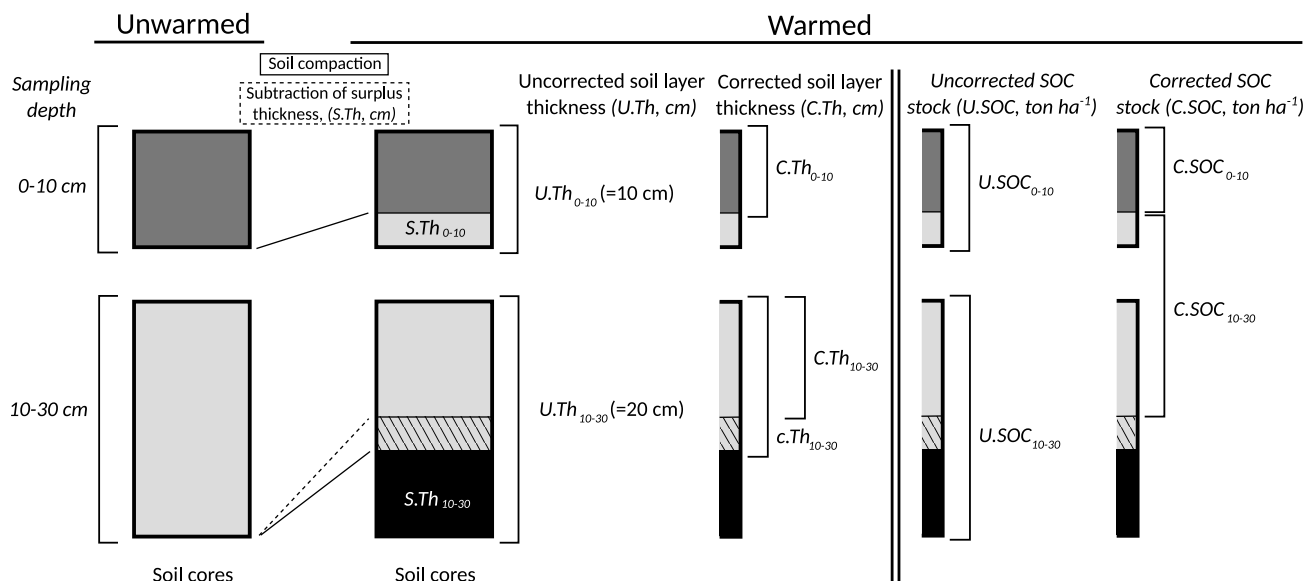 Unwarmed
Warmed
Soil compaction
Sampling
depth
Subtraction of surplus
thickness, (S.Th, cm)
Uncorrected soil layer
thickness (U.Th, cm)
Corrected soil layer
thickness (C.Th, cm)
Uncorrected SOC
stock (U.SOC, ton ha-1)
Corrected SOC
stock (C.SOC, ton ha-1)
0-10 cm
S.Th0-10
U.Th0-10 (=10 cm)
C.Th0-10
U.SOC0-10
C.SOC0-10
10-30 cm
S.Th10-30
U.Th10-30 (=20 cm)
C.Th10-30
c.Th10-30
U.SOC10-30
C.SOC10-30
Soil cores
Soil cores